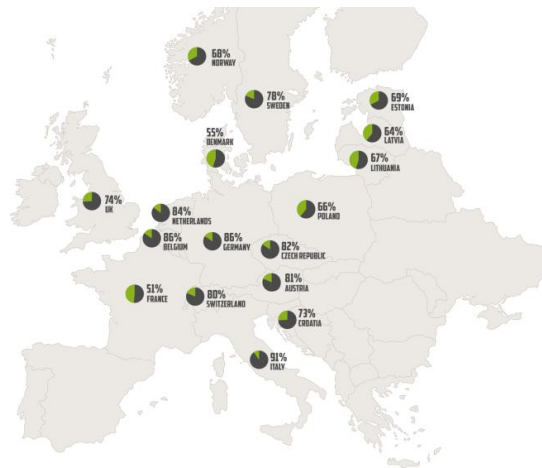 68%
NORWAY
78%
SWEDEN
69%
ESTONIA
64%
LATVIA
67%
LITHUANIA
55%
DENMARK
74%
UK
84%
NETHERLANDS
66%
POLAND
86%
BELGIUM
86%
GERMANY
82%
CZECH REPUBLIC
81%
AUSTRIA
51%
FRANCE
80%
SWITZERLAND
73%
CROATIA
91%
ITALY